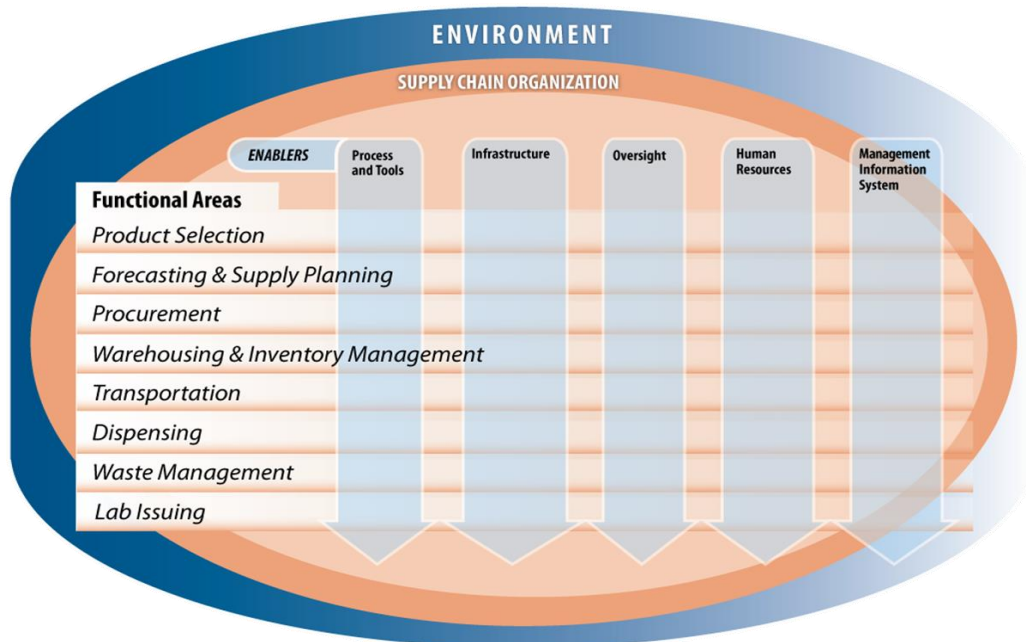 ENVIRONMENT
SUPPLY CHAIN ORGANIZATION
ENABLERS
Process
and Tools
Infrastructure
Oversight
Human
Resources
Management
Information
System
Functional Areas
Product Selection
Forecasting & Supply Planning
Procurement
Warehousing & Inventory Management
Transportation
Dispensing
Waste Management
Lab Issuing